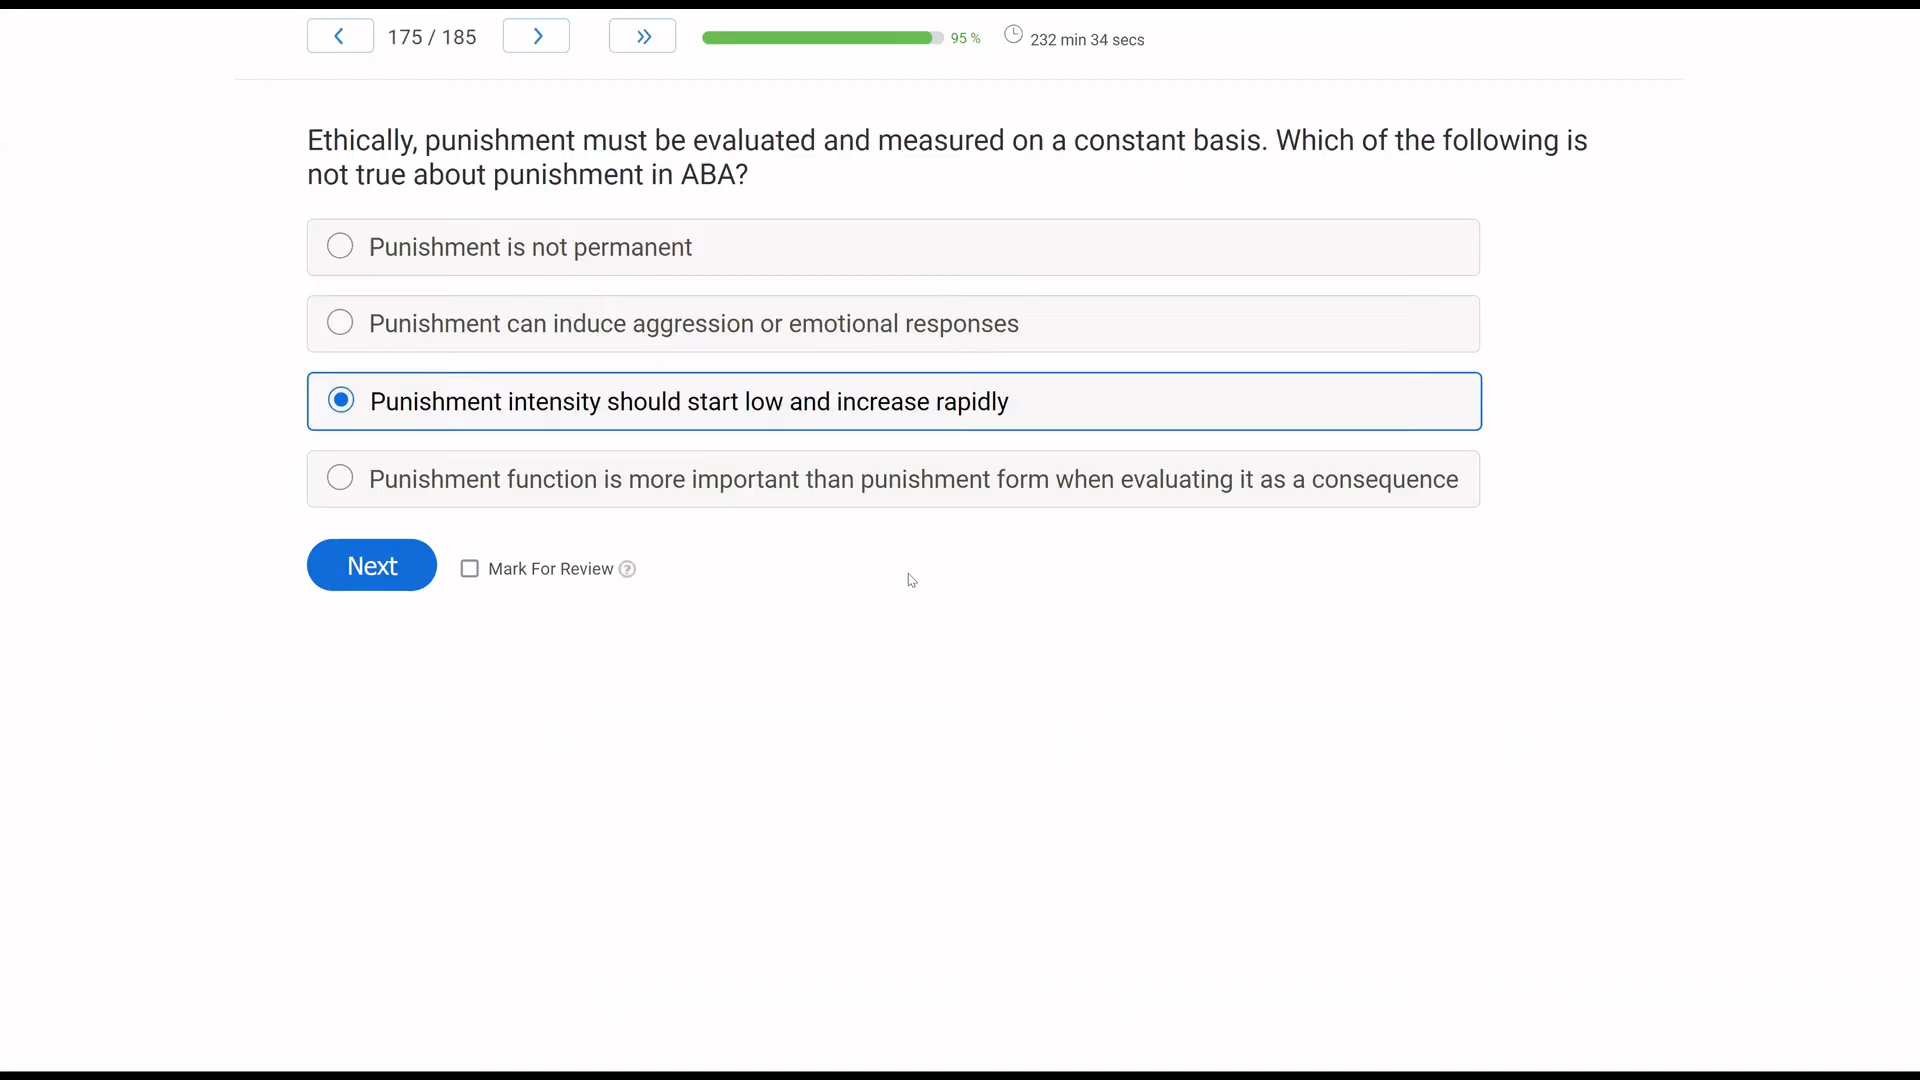 175 / 185
95 %
232 min 34 secs
Ethically, punishment must be evaluated and measured on a constant basis. Which of the following is
not true about punishment in ABA?
Punishment is not permanent
Punishment can induce aggression or emotional responses
Punishment intensity should start low and increase rapidly
Punishment function is more important than punishment form when evaluating it as a consequence
Next
Mark For Review ?